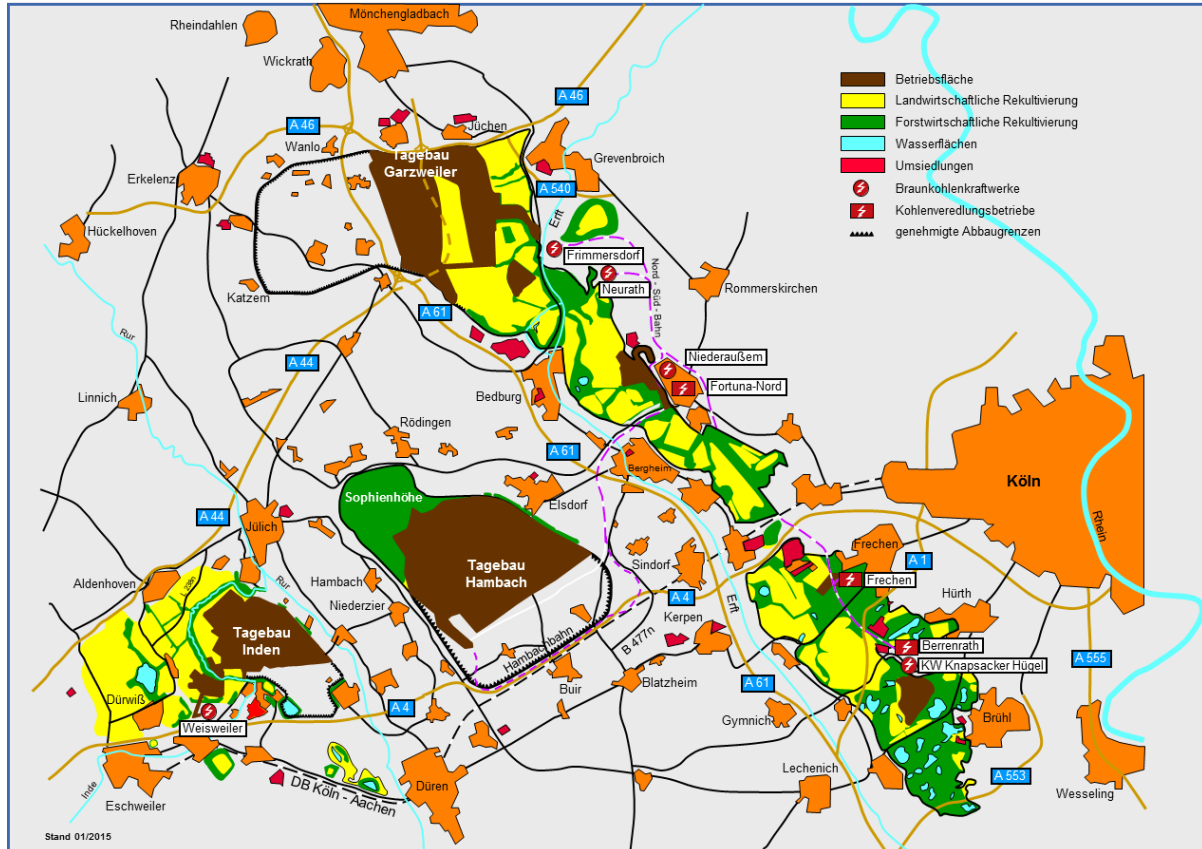 Mönchengladbach
Rheindahlen
Wickrath
A 46
A 46
Jüchen
Wanlo
Tagebau
Garzweiler
Grevenbroich
Erkelenz
A 540
Erft
Hückelhoven
Frimmersdorf
Neurath
Nord - Süd - Bahn
Rommerskirchen
Katzem
A 61
Rur
A 44
Niederaußem
Fortuna-Nord
Linnich
Bedburg
Rödingen
A 61
Bergheim
Köln
Rhein
Sophienhöhe
Elsdorf
A 44
Jülich
Tagebau
Hambach
Sindorf
Frechen
A 1
Frechen
Aldenhoven
Rur
Hambach
Niederzier
A 4
Erft
Hürth
Kerpen
Tagebau
Inden
Hambachbahn
B 477n
Berrenrath
KW Knapsacker Hügel
A 555
Buir
Blatzheim
A 61
Dürwiß
A 4
Gymnich
Brühl
Weisweiler
Lechenich
A 553
Inde
Eschweiler
DB Köln - Aachen
Düren
Wesseling
Stand 01/2015
Betriebsfläche
Landwirtschaftliche Rekultivierung
Forstwirtschaftliche Rekultivierung
Wasserflächen
Umsiedlungen
Braunkohlenkraftwerke
Kohlenveredlungsbetriebe
genehmigte Abbaugrenzen